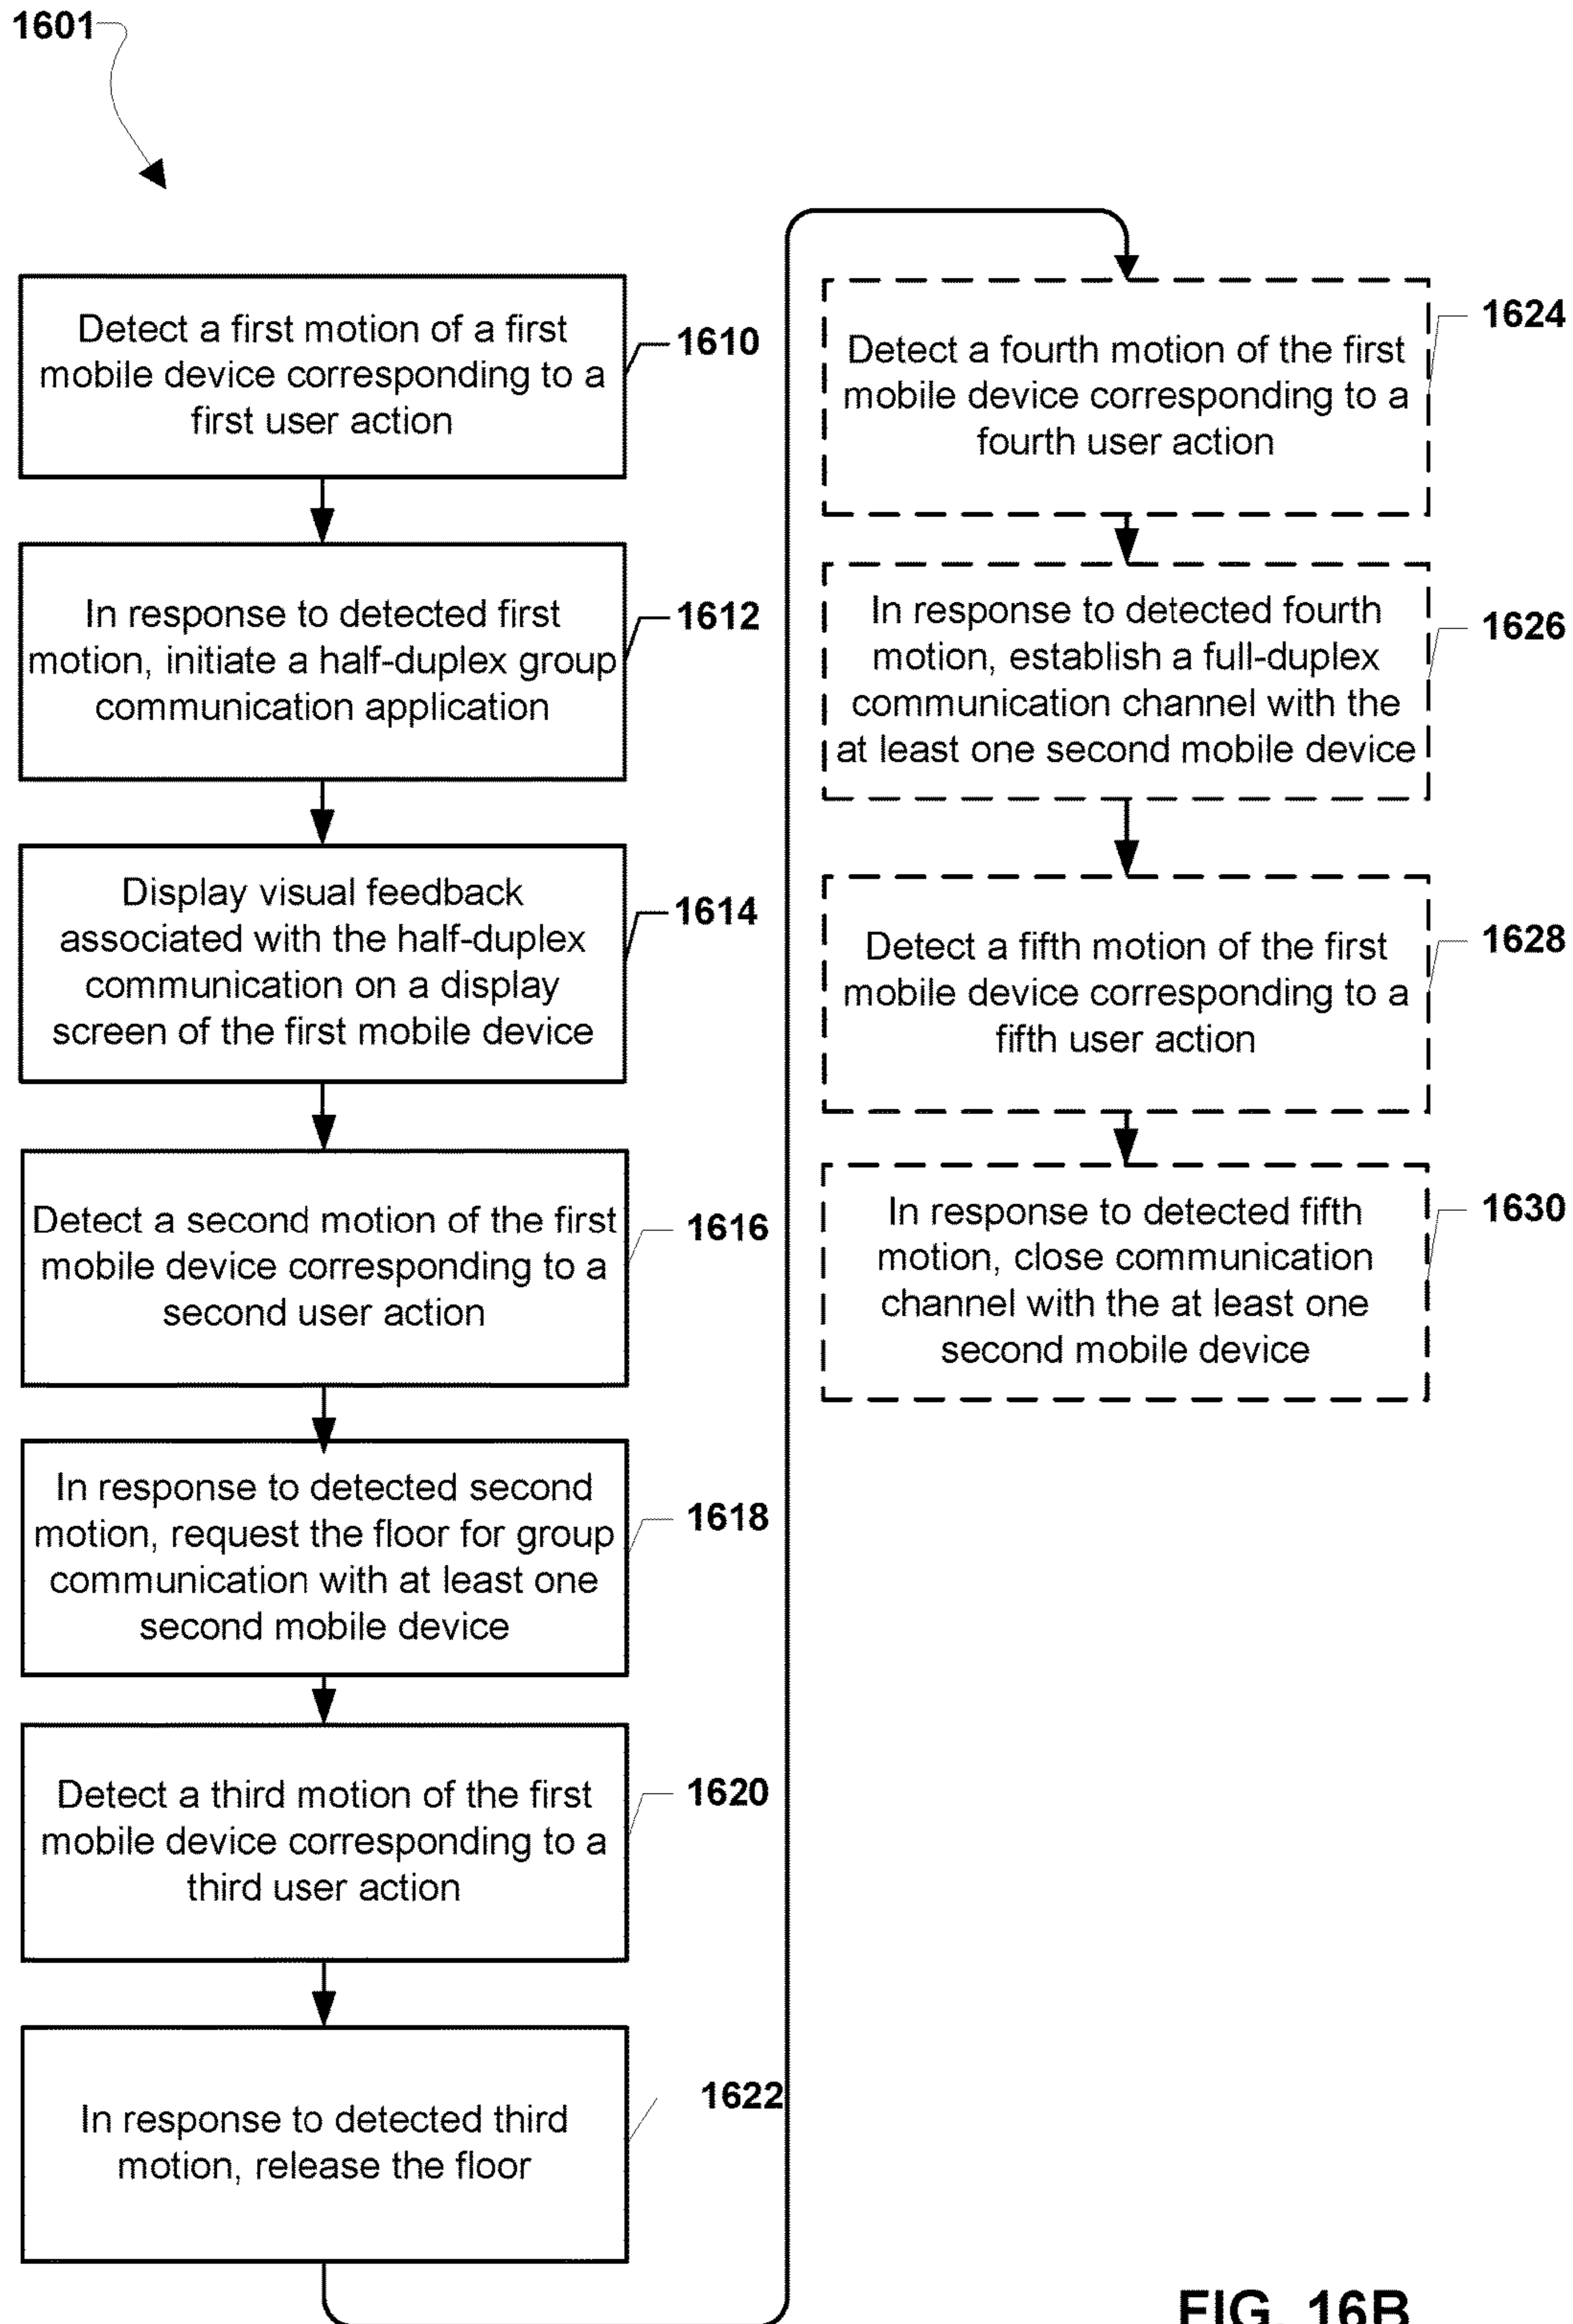 1601
Detect a first motion of a first
mobile device corresponding to a
first user action
1610
In response to detected first
motion, initiate a half-duplex group
communication application
1612
Display visual feedback
associated with the half-duplex
communication on a display
screen of the first mobile device
1614
Detect a second motion of the first
mobile device corresponding to a
second user action
1616
In response to detected second
motion, request the floor for group
communication with at least one
second mobile device
1618
Detect a third motion of the first
mobile device corresponding to a
third user action
1620
In response to detected third
motion, release the floor
1622
Detect a fourth motion of the first
mobile device corresponding to a
fourth user action
1624
In response to detected fourth
motion, establish a full-duplex
communication channel with the
at least one second mobile device
1626
Detect a fifth motion of the first
mobile device corresponding to a
fifth user action
1628
In response to detected fifth
motion, close communication
channel with the at least one
second mobile device
1630
FIG. 16B